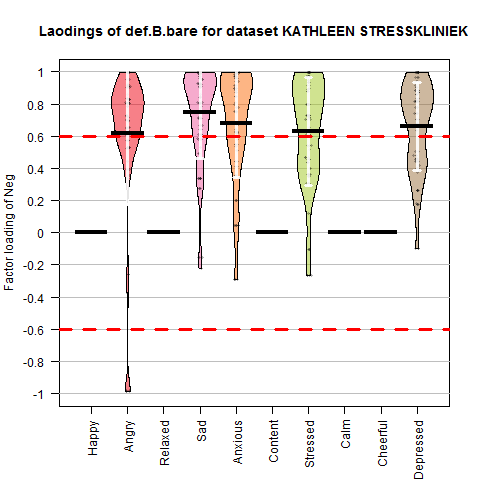 Laodings of def.B.bare for dataset KATHLEEN STRESSKLINIEK
Factor loading of Neg
1
0.8
0.6
0.4
0.2
0
-0.2
-0.4
-0.6
-0.8
-1
Happy
Angry
Relaxed
Sad
Anxious
Content
Stressed
Calm
Cheerful
Depressed